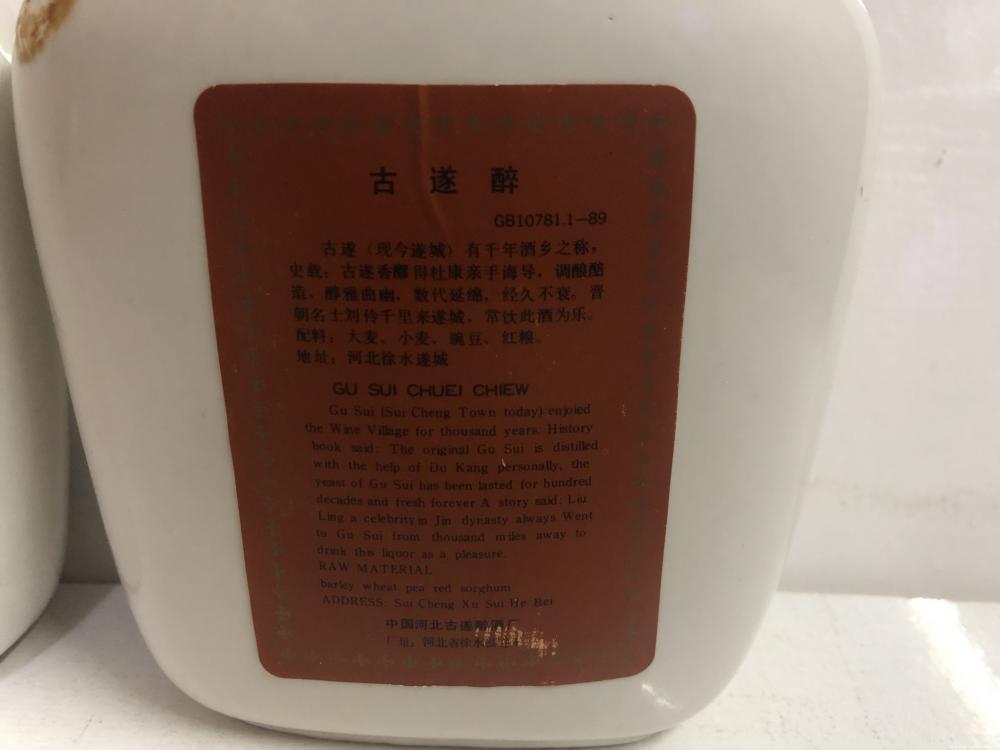 古遂醉
GB10781.1—89
古遂（现今遂城）有千年酒乡之称，
史载：古遂香醪得杜康亲手诲导，调酿酷
造，醇雅曲幽，数代延绵，经久不衰。晋
朝名士刘伶千里来遂城，常饮此酒为乐。
配料：大麦、小麦、豌豆、红粮。
地址：河北徐水遂城
GU SUI CHUEI CHIEW
Gu Sui (Sui Cheng Town today) enjoied
the Wine Village for thousand years. History
book said: The original Gu Sui is distilled
with the help of Du Kang personally, the
yeast of Gu Sui has been lasted for hundred
decades and fresh forever A story said: Liu
Ling a celebrity in Jin dynasty always Went
to Gu Sui from thousand miles away to
drink this liquor as a pleasure.
RAW MATERIAL
barley wheat pea red sorghum
ADDRESS: Sui Cheng Xu Sui He Bei
中国河北古遂醉酒厂
厂址：河北省徐水